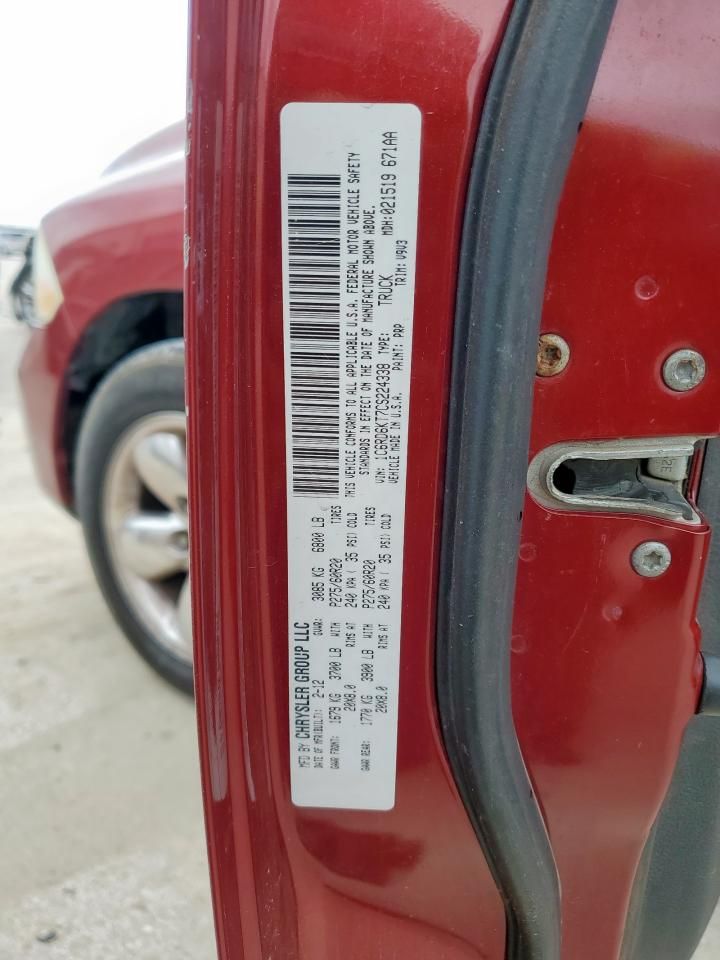 MFD BY CHRYSLER GROUP LLC
DATE OF MFR(BUILT): 2-12 GVWR: 3085 KG 6800 LB
GAWR FRONT: 1679 KG 3700 LB WITH P275/60R20 TIRES
20X8.0 RIMS AT 240 KPA ( 35 PSI) COLD
GAWR REAR: 1770 KG 3900 LB WITH P275/60R20 TIRES
20X8.0 RIMS AT 240 KPA ( 35 PSI) COLD
THIS VEHICLE CONFORMS TO ALL APPLICABLE U.S.A. FEDERAL MOTOR VEHICLE SAFETY
STANDARDS IN EFFECT ON THE DATE OF MANUFACTURE SHOWN ABOVE.
VIN: 1C6RD6KT7CS224338 TYPE: TRUCK MDH:021519 671AA
VEHICLE MADE IN U.S.A. PAINT: PRP TRIM: V9V3